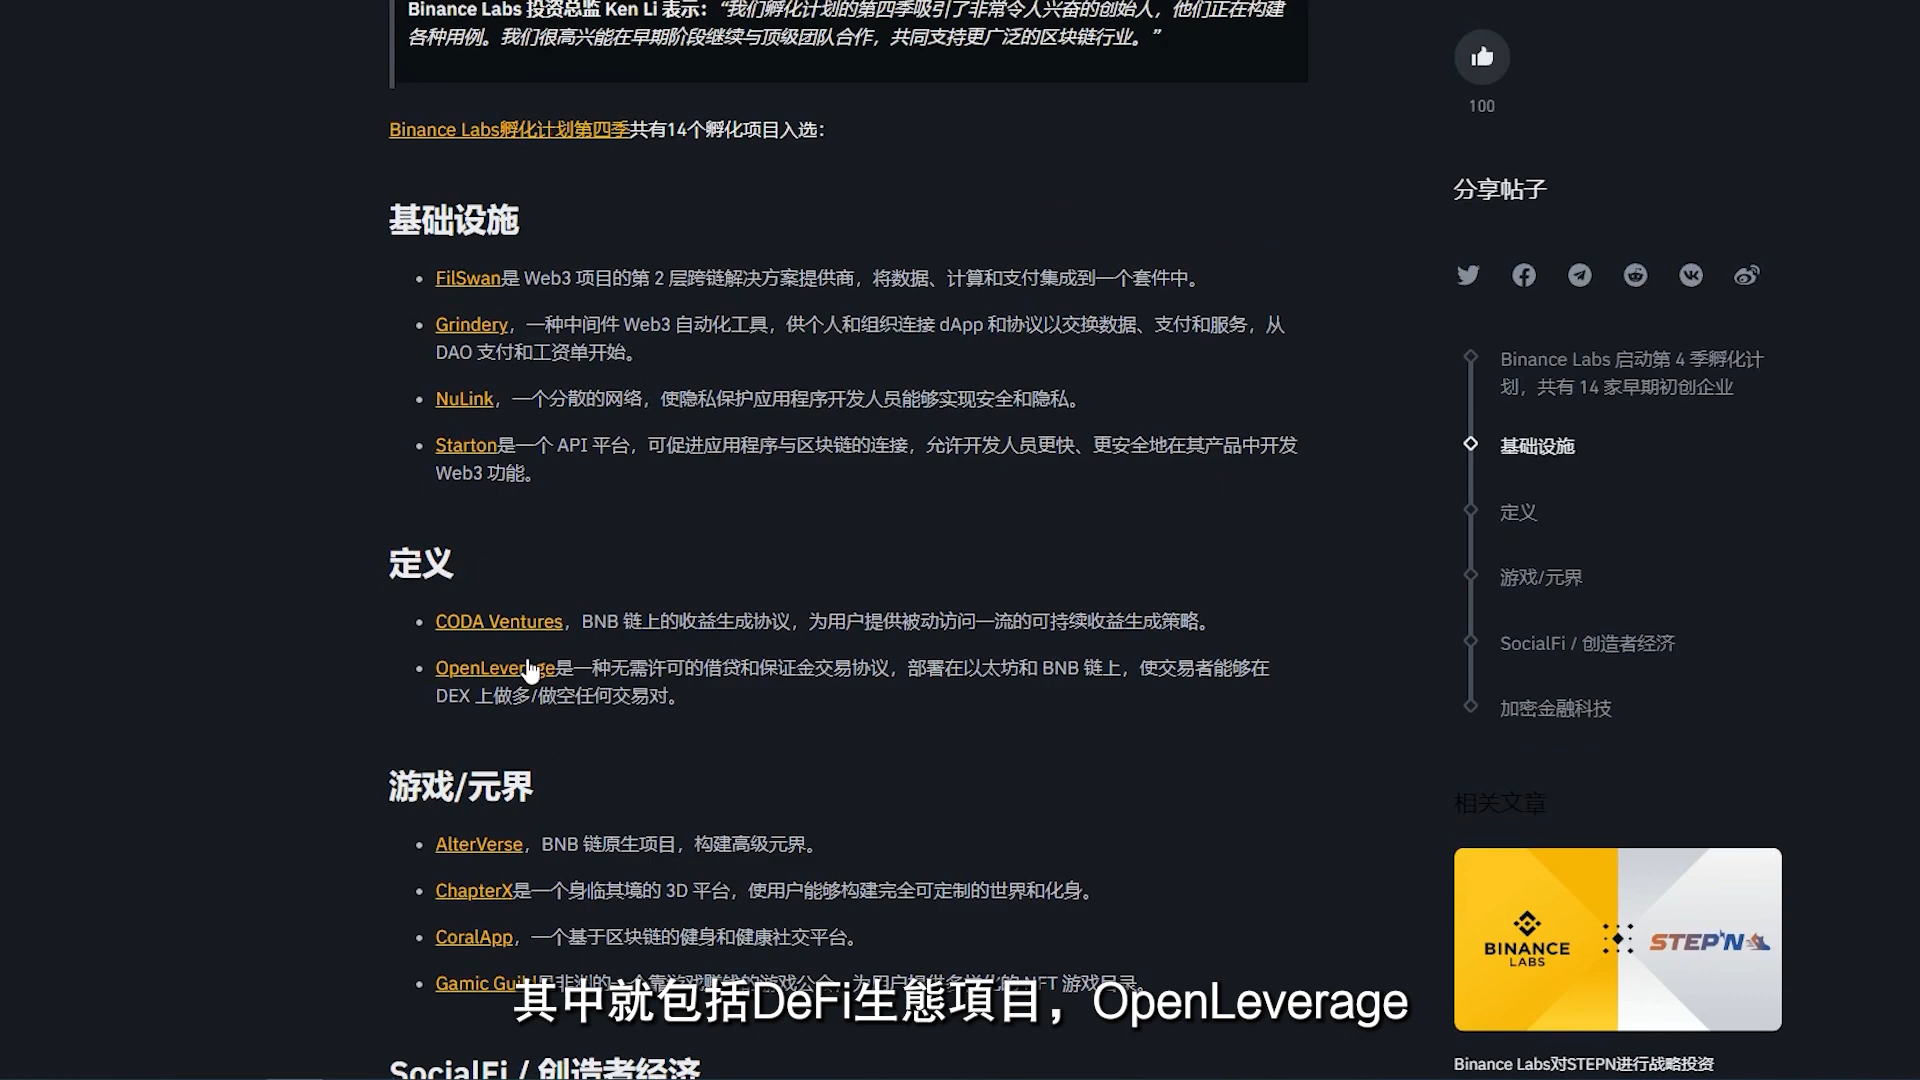 Binance Labs 投资总监 Ken Li 表示：“我们孵化计划的第四季吸引了非常令人兴奋的创始人，他们正在构建
各种用例。我们很高兴能在早期阶段继续与顶级团队合作，共同支持更广泛的区块链行业。”
Binance Labs孵化计划第四季共有14个孵化项目入选：
基础设施
FilSwan是 Web3 项目的第 2 层跨链解决方案提供商，将数据、计算和支付集成到一个套件中。
Grindery，一种中间件 Web3 自动化工具，供个人和组织连接 dApp 和协议以交换数据、支付和服务，从
DAO 支付和工资单开始。
NuLink，一个分散的网络，使隐私保护应用程序开发人员能够实现安全和隐私。
Starton是一个 API 平台，可促进应用程序与区块链的连接，允许开发人员更快、更安全地在其产品中开发
Web3 功能。
定义
CODA Ventures，BNB 链上的收益生成协议，为用户提供被动访问一流的可持续收益生成策略。
OpenLeverage是一种无需许可的借贷和保证金交易协议，部署在以太坊和 BNB 链上，使交易者能够在
DEX 上做多/做空任何交易对。
游戏/元界
AlterVerse，BNB 链原生项目，构建高级元界。
ChapterX是一个身临其境的 3D 平台，使用户能够构建完全可定制的世界和化身。
CoralApp，一个基于区块链的健身和健康社交平台。
Gamic Guild是非洲的一个靠游戏赚钱的游戏公会，为用户提供多样化的 NFT 游戏目录。
其中就包括DeFi生態項目，OpenLeverage
SocialFi / 创造者经济
100
分享帖子
Binance Labs 启动第 4 季孵化计
划，共有 14 家早期初创企业
基础设施
定义
游戏/元界
SocialFi / 创造者经济
加密金融科技
相关文章
BINANCE
LABS
STEP'N
Binance Labs对STEPN进行战略投资